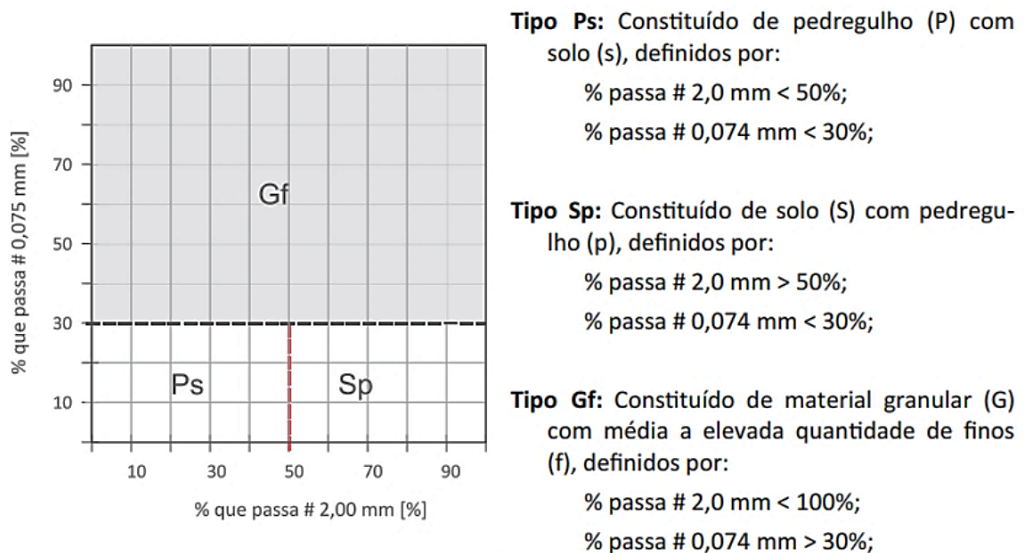 % que passa # 0,075 mm [%]
90
70
50
30
10
Gf
Ps
Sp
10
30
50
70
90
% que passa # 2,00 mm [%]
Tipo Ps: Constituído de pedregulho (P) com
solo (s), definidos por:
% passa # 2,0 mm < 50%;
% passa # 0,074 mm < 30%;
Tipo Sp: Constituído de solo (S) com pedregu-
lho (p), definidos por:
% passa # 2,0 mm > 50%;
% passa # 0,074 mm < 30%;
Tipo Gf: Constituído de material granular (G)
com média a elevada quantidade de finos
(f), definidos por:
% passa # 2,0 mm < 100%;
% passa # 0,074 mm > 30%;